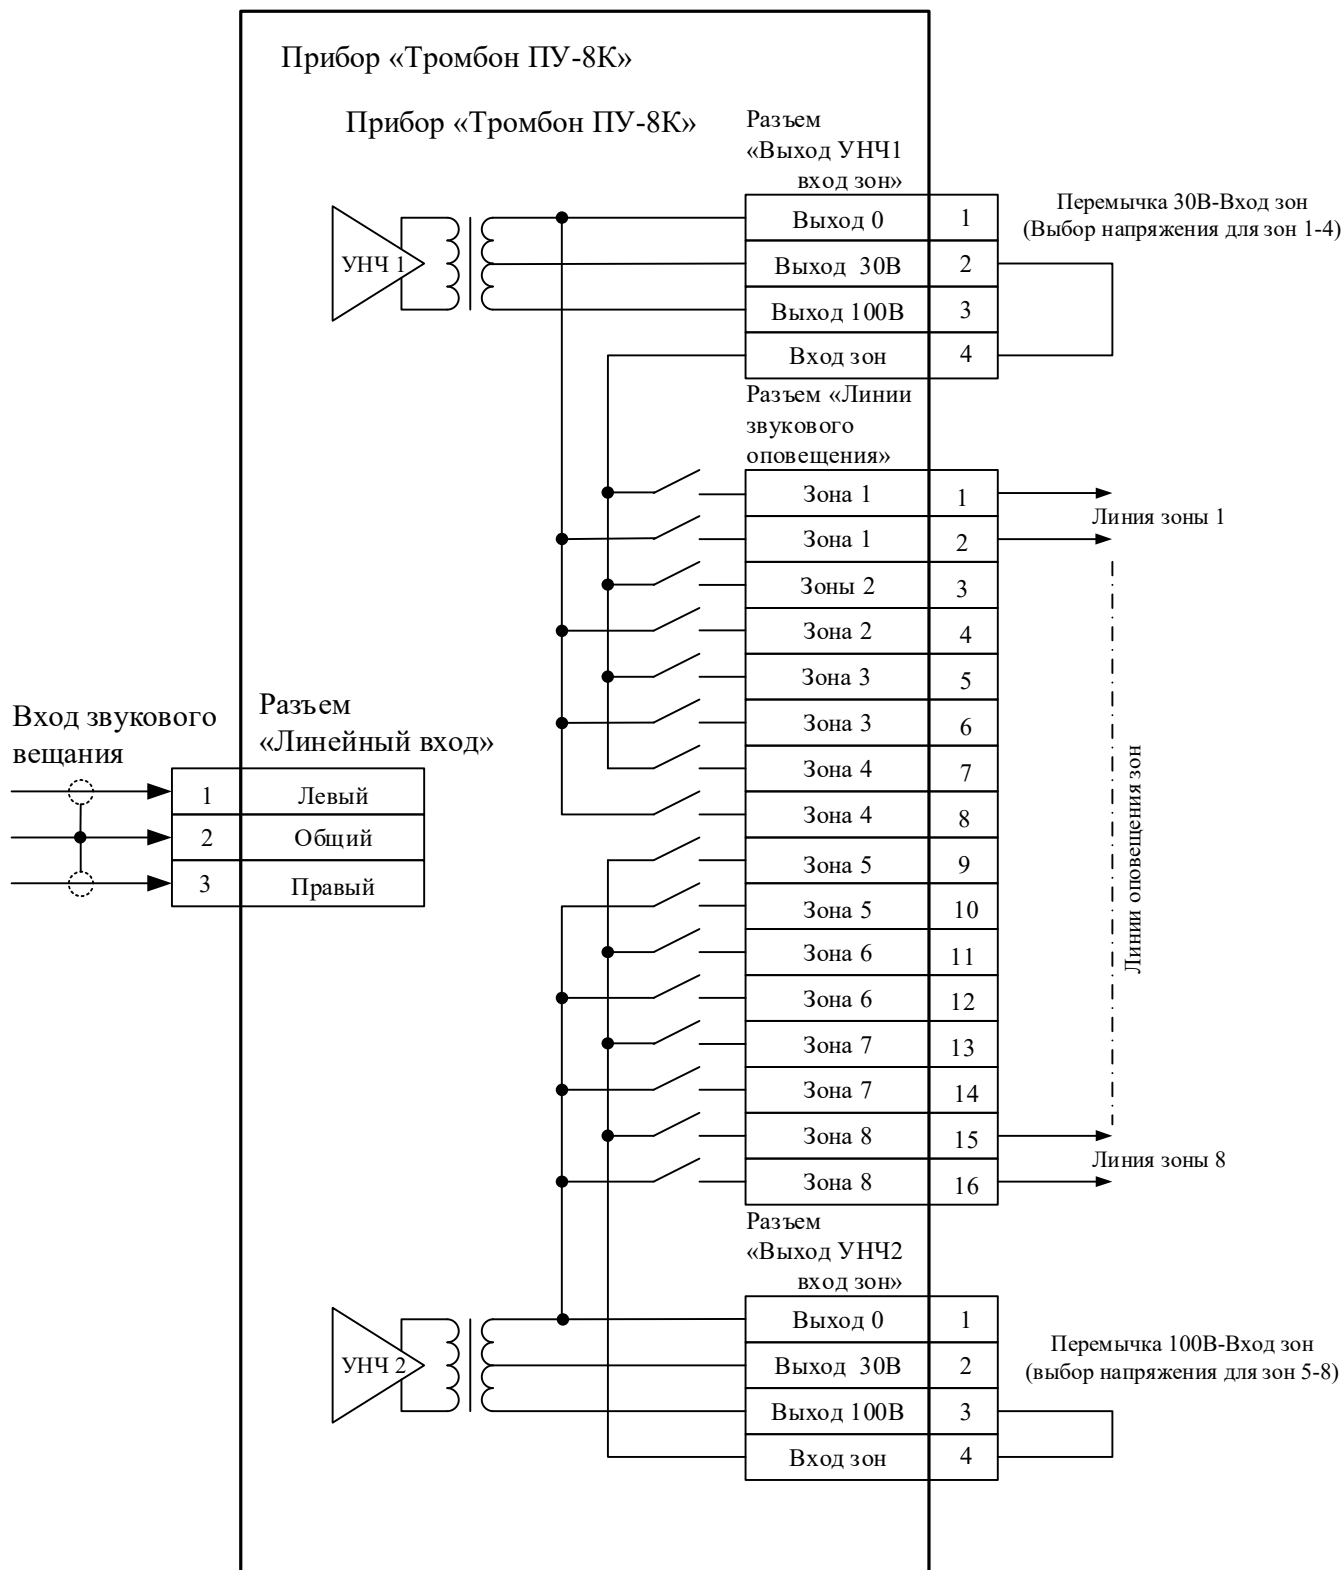 Прибор «Тромбон ПУ-8К»
Прибор «Тромбон ПУ-8К»
Разъем
«Выход УНЧ1
вход зон»
УНЧ 1
Выход 0 1
Выход 30В 2
Выход 100В 3
Вход зон 4
Перемычка 30В-Вход зон
(Выбор напряжения для зон 1-4)
Разъем «Линии
звукового
оповещения»
Зона 1 1
Зона 1 2
Зоны 2 3
Зона 2 4
Зона 3 5
Зона 3 6
Зона 4 7
Зона 4 8
Зона 5 9
Зона 5 10
Зона 6 11
Зона 6 12
Зона 7 13
Зона 7 14
Зона 8 15
Зона 8 16
Линия зоны 1
Линии оповещения зон
Линия зоны 8
Вход звукового
вещания
Разъем
«Линейный вход»
1 Левый
2 Общий
3 Правый
Разъем
«Выход УНЧ2
вход зон»
УНЧ 2
Выход 0 1
Выход 30В 2
Выход 100В 3
Вход зон 4
Перемычка 100В-Вход зон
(выбор напряжения для зон 5-8)